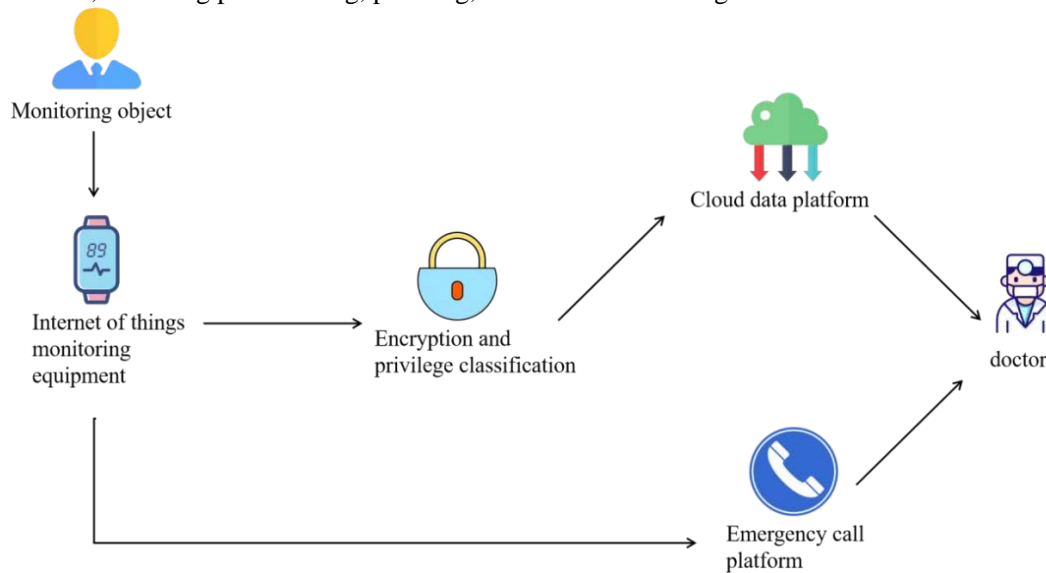 Monitoring object
89
Cloud data platform
Internet of things
monitoring
equipment
Encryption and
privilege classification
doctor
Emergency call
platform